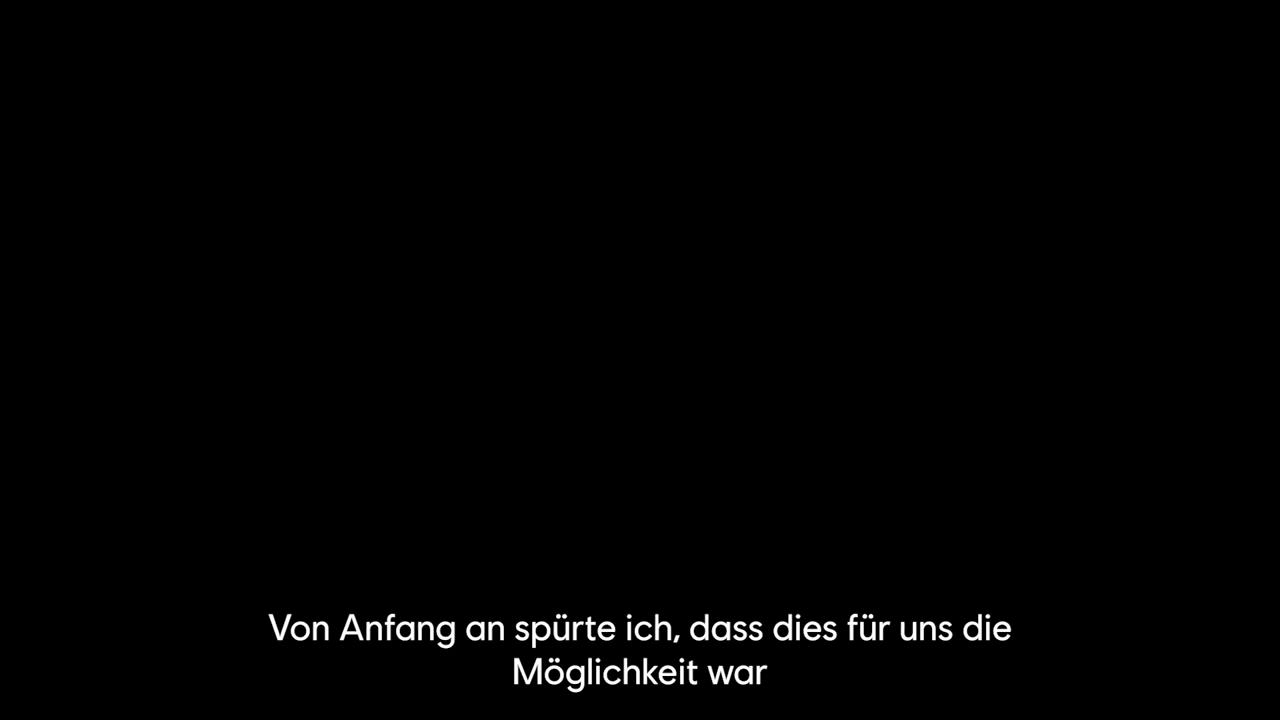 Von Anfang an spürte ich, dass dies für uns die
Möglichkeit war